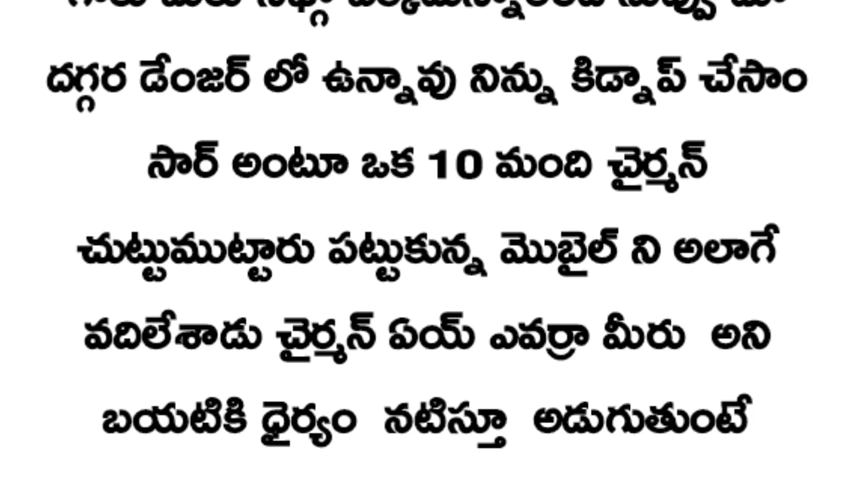 దగ్గర డేంజర్ లో ఉన్నావు నిన్ను కిడ్నాప్ చేసాం
సార్ అంటూ ఒక 10 మంది చైర్మన్
చుట్టుముట్టారు పట్టుకున్న మొబైల్ ని అలాగే
వదిలేశాడు చైర్మన్ ఏయ్ ఎవర్రా మీరు అని
బయటికి ధైర్యం నటిస్తూ అడుగుతుంటే